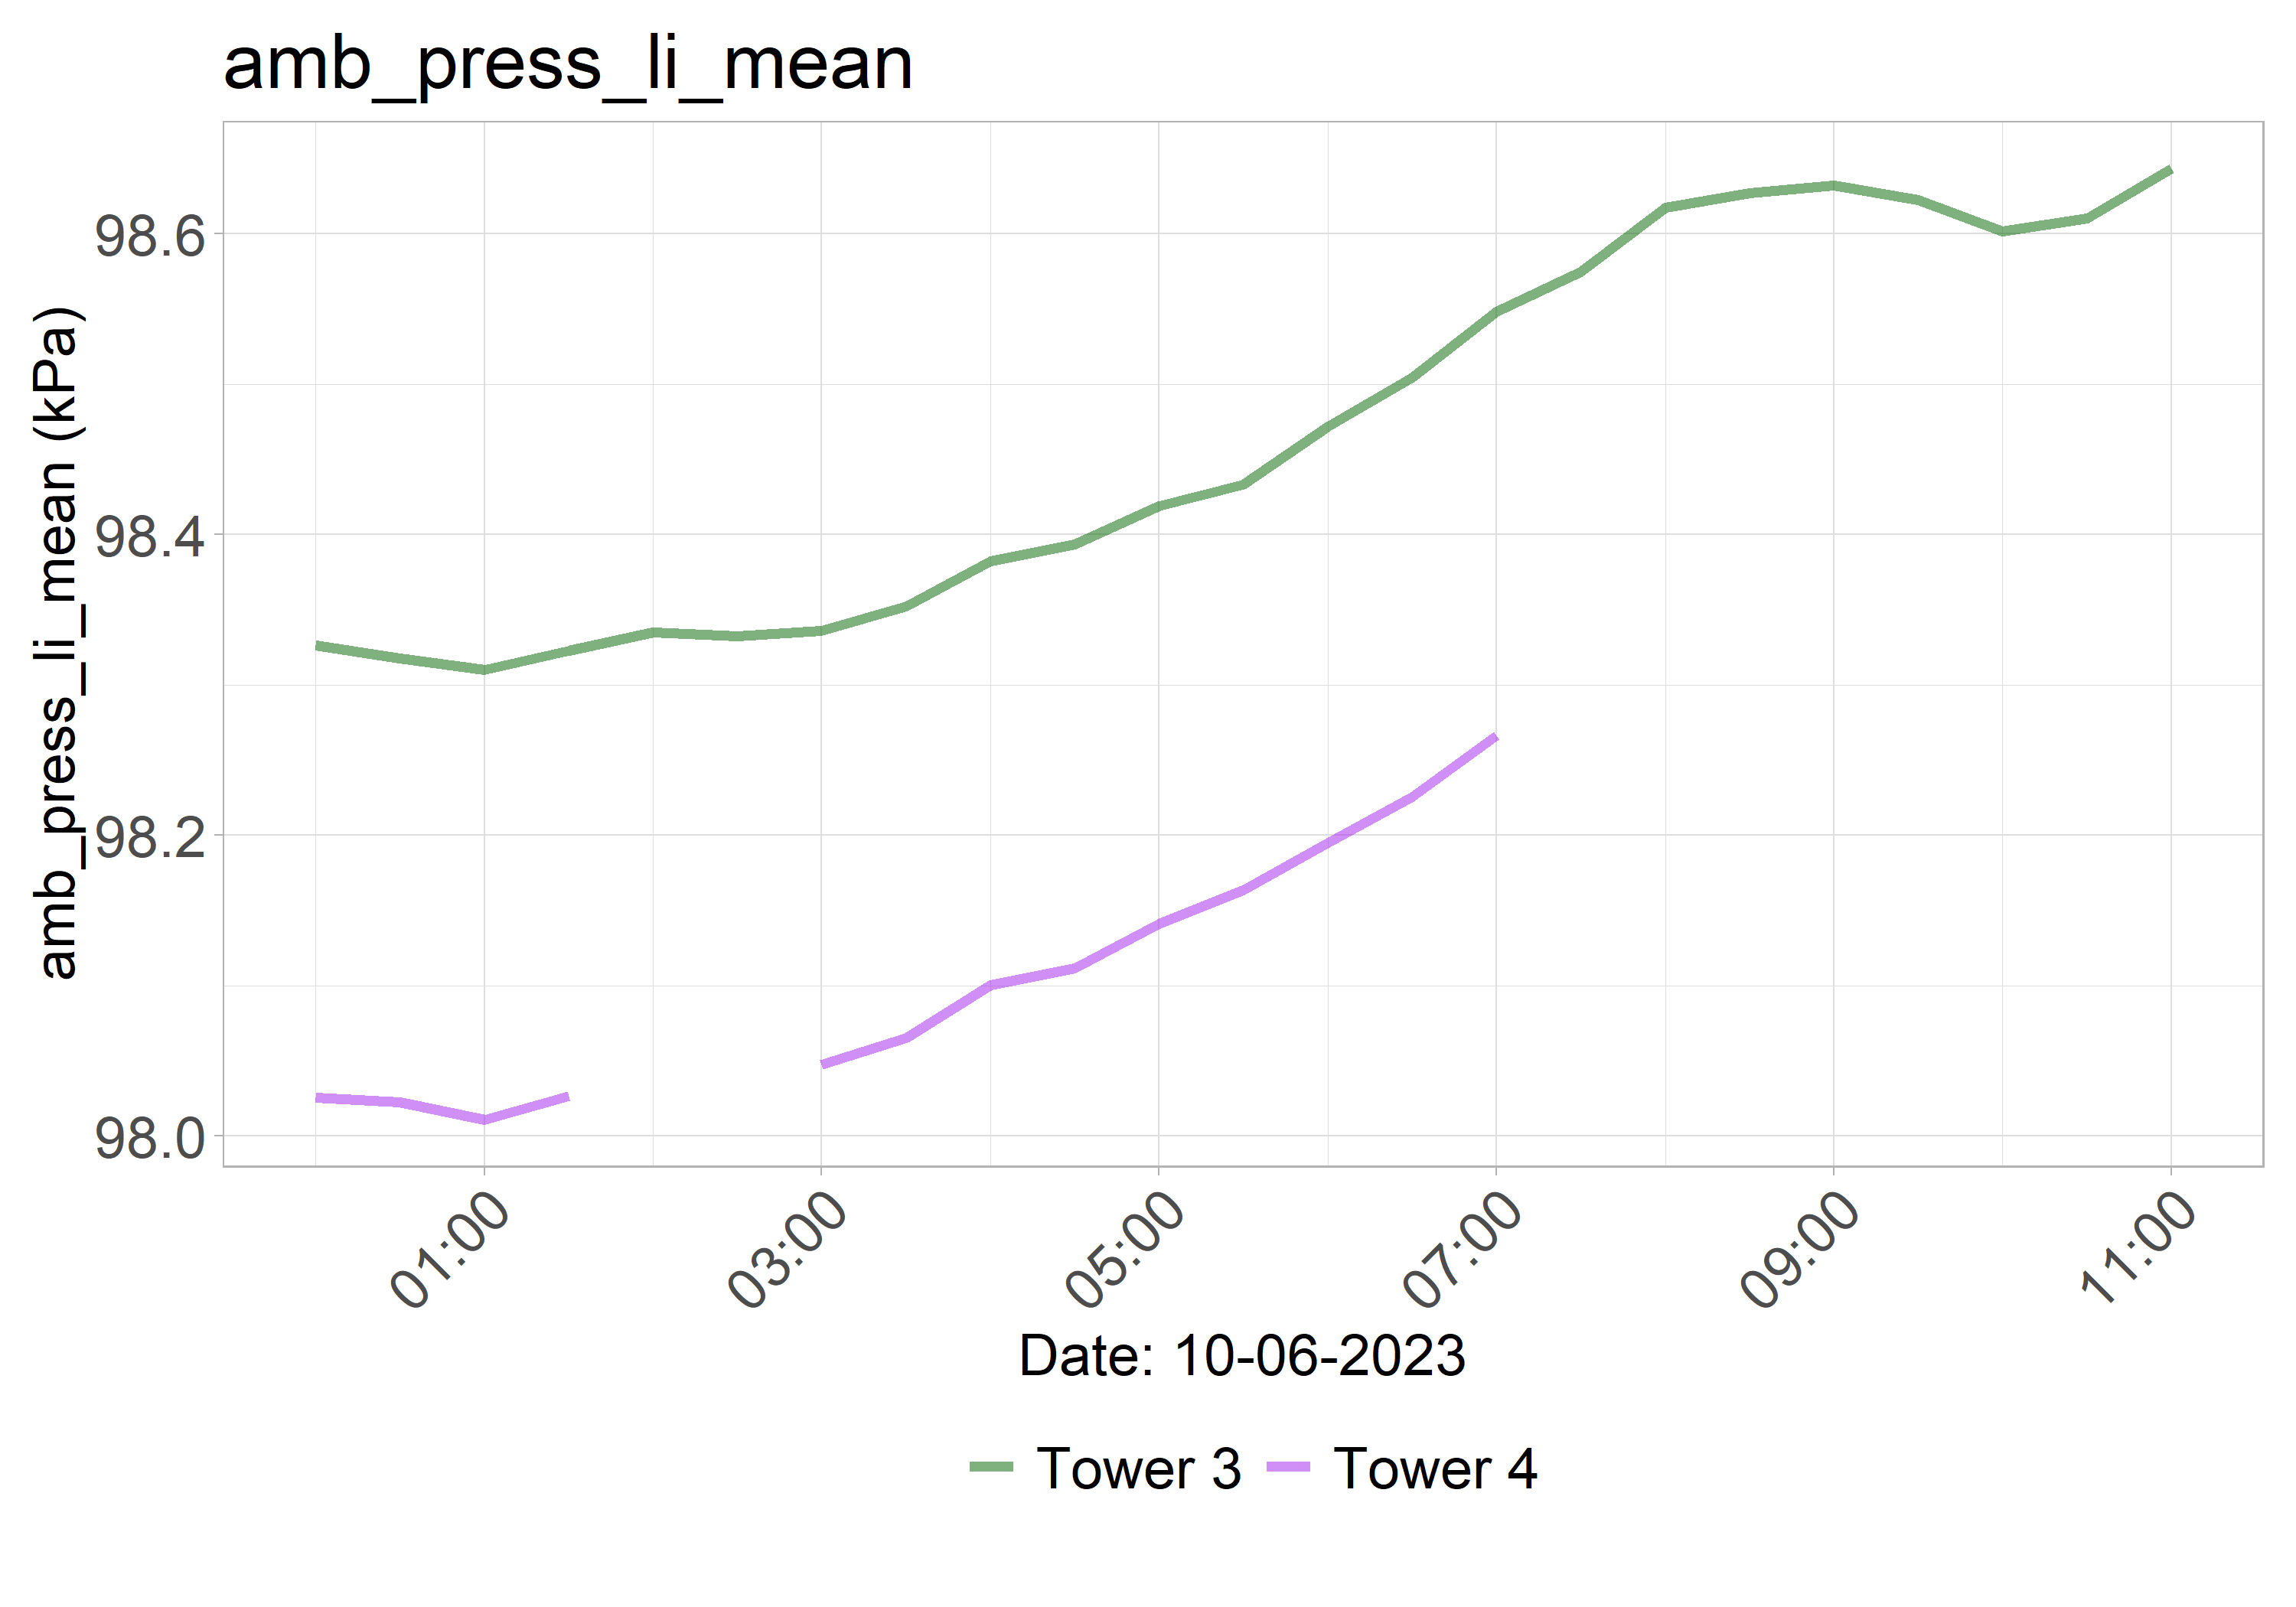 amb_press_li_mean
amb_press_li_mean (kPa)
98.6
98.4
98.2
98.0
01:00
03:00
05:00
07:00
09:00
11:00
Date: 10-06-2023
Tower 3
Tower 4